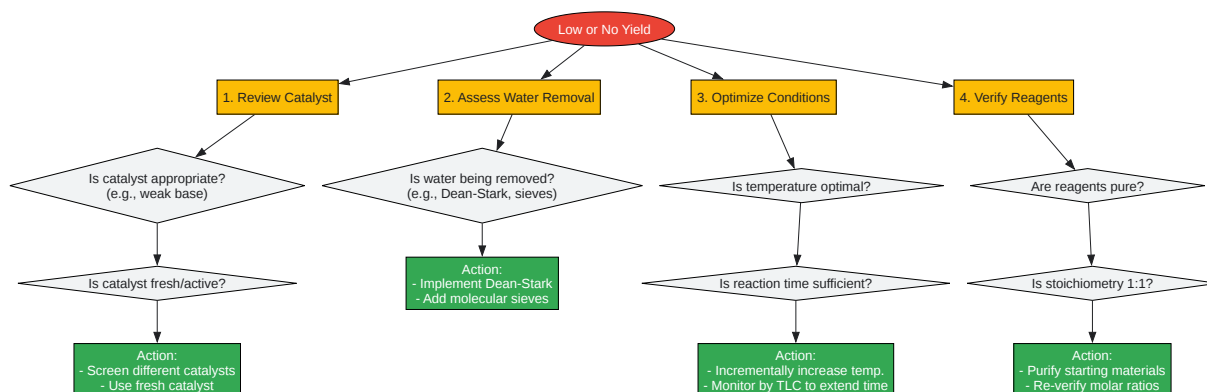 Low or No Yield
1. Review Catalyst
2. Assess Water Removal
3. Optimize Conditions
4. Verify Reagents
Is catalyst appropriate?
(e.g., weak base)
Is water being removed?
(e.g., Dean-Stark, sieves)
Is temperature optimal?
Are reagents pure?
Is catalyst fresh/active?
Action:
- Implement Dean-Stark
- Add molecular sieves
Is reaction time sufficient?
Is stoichiometry 1:1?
Action:
- Screen different catalysts
- Use fresh catalyst
Action:
- Incrementally increase temp.
- Monitor by TLC to extend time
Action:
- Purify starting materials
- Re-verify molar ratios